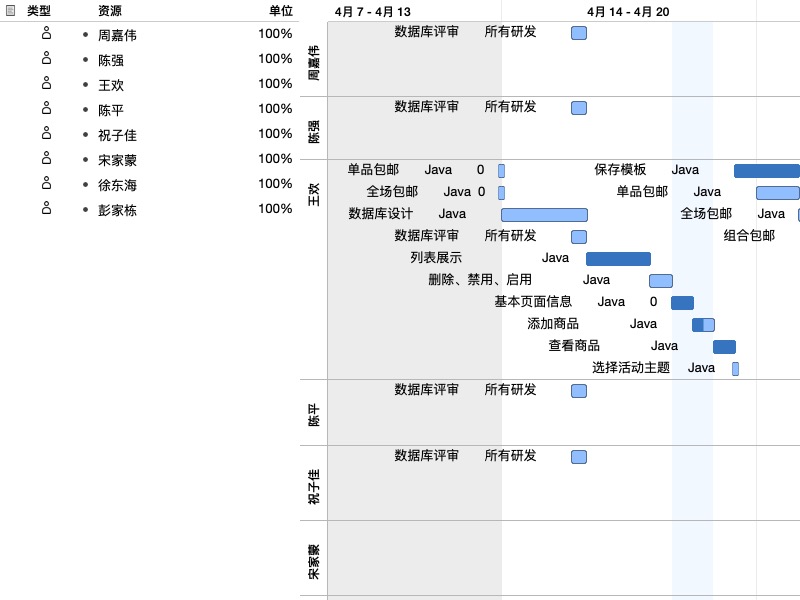 类型 资源 单位 4月 7 - 4月 13 4月 14 - 4月 20
周嘉伟 100%
陈强 100%
王欢 100%
陈平 100%
祝子佳 100%
宋家蒙 100%
徐东海 100%
彭家栋 100%
周嘉伟
数据库评审 所有研发
陈强
数据库评审 所有研发
王欢
单品包邮 Java 0 保存模板 Java
全场包邮 Java 0 单品包邮 Java
数据库设计 Java 全场包邮 Java
数据库评审 所有研发 组合包邮
列表展示 Java
删除、禁用、启用 Java
基本页面信息 Java 0
添加商品 Java
查看商品 Java
选择活动主题 Java
陈平
数据库评审 所有研发
祝子佳
数据库评审 所有研发
宋家蒙